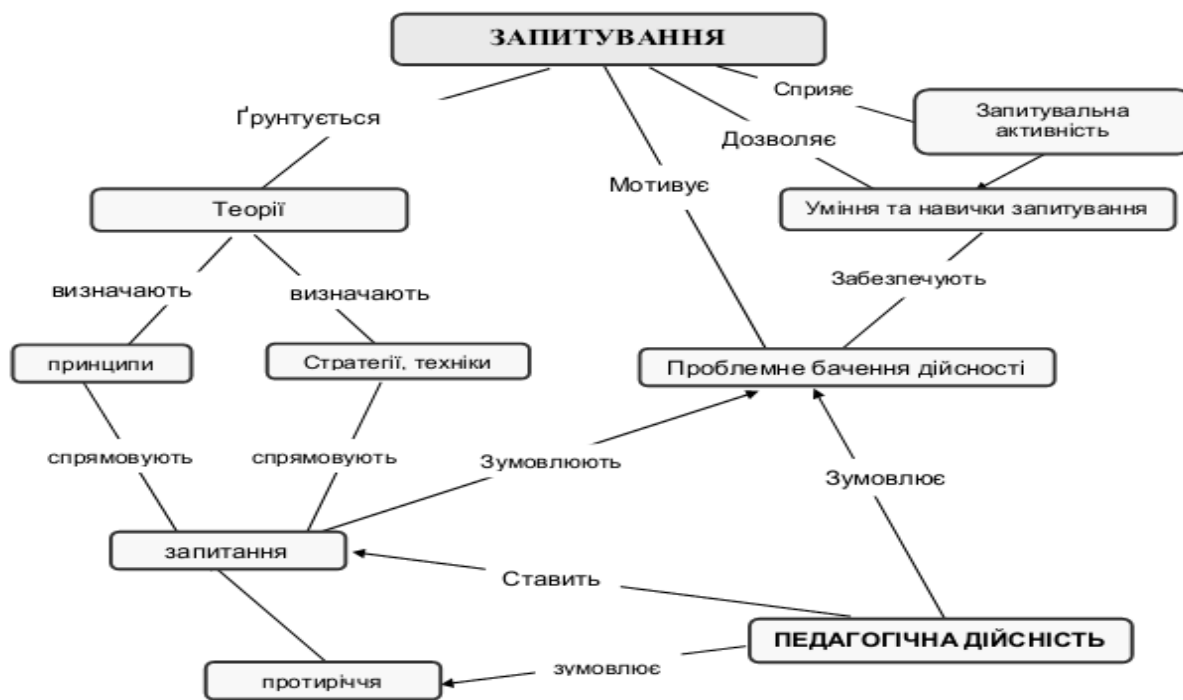 ЗАПИТУВАННЯ
Сприяє
Запитувальна
активність
Ґрунтується
Дозволяє
Мотивує
Теорії
Уміння та навички запитування
визначають
визначають
Забезпечують
принципи
Стратегії, техніки
Проблемне бачення дійсності
спрямовують
спрямовують
Зумовлюють
Зумовлює
запитання
Ставить
ПЕДАГОГІЧНА ДІЙСНІСТЬ
зумовлює
протиріччя